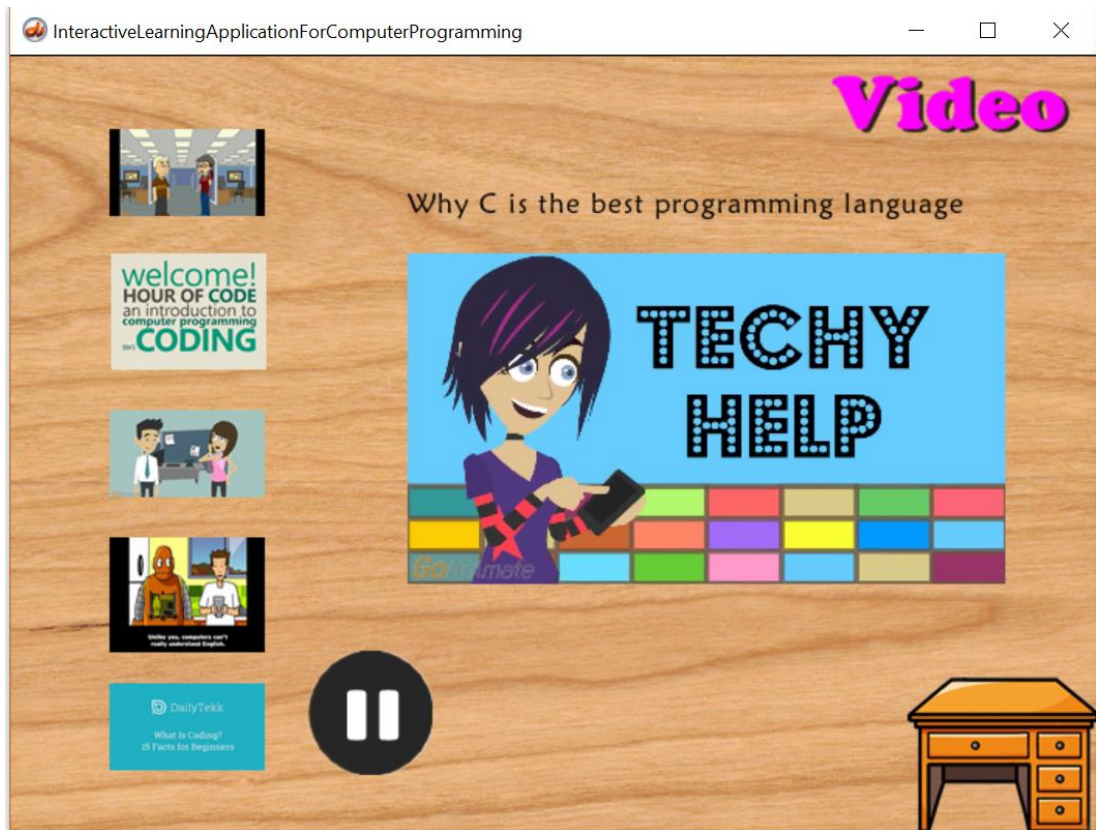 InteractiveLearningApplicationForComputerProgramming
Video
Why C is the best programming language
welcome!
HOUR OF CODE
an introduction to
computer programming
CODING
TECHY
HELP
GoAnimate
Unlike you, computers can't
really understand English.
DailyTekk
What Is Coding?
15 Facts for Beginners